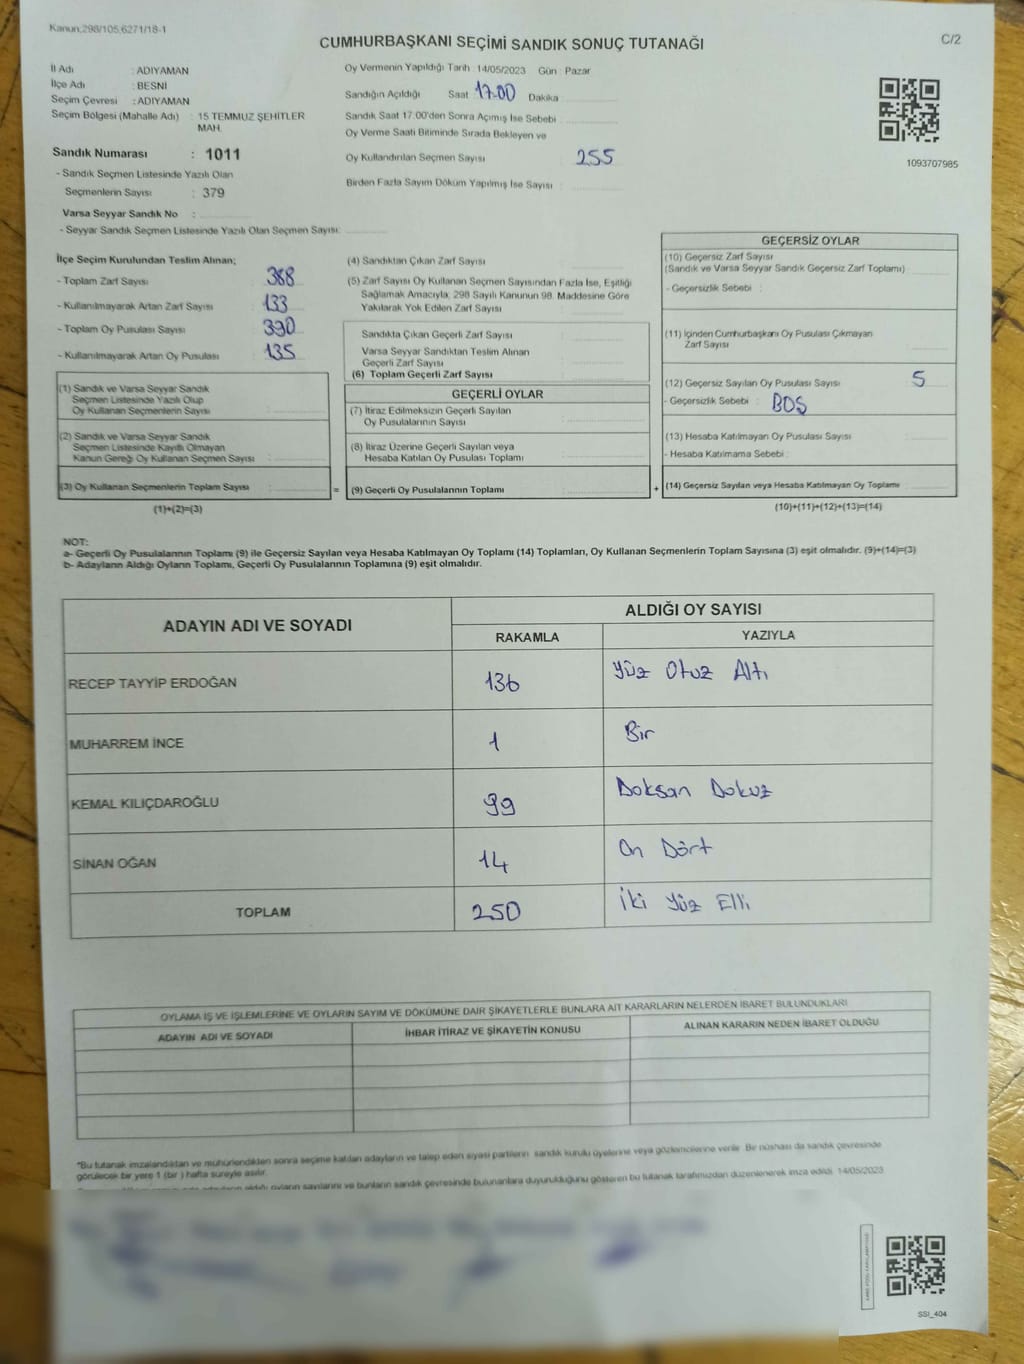 Kanun:298/105,6271/18-1
C/2
CUMHURBAŞKANI SEÇİMİ SANDIK SONUÇ TUTANAĞI
İl Adı : ADIYAMAN
İlçe Adı : BESNİ
Seçim Çevresi : ADIYAMAN
Seçim Bölgesi (Mahalle Adı) : 15 TEMMUZ ŞEHİTLER
MAH.
Sandık Numarası : 1011
- Sandık Seçmen Listesinde Yazılı Olan
Seçmenlerin Sayısı : 379
Varsa Seyyar Sandık No :
- Seyyar Sandık Seçmen Listesinde Yazılı Olan Seçmen Sayısı:
Oy Vermenin Yapıldığı Tarih : 14/05/2023 Gün : Pazar
Sandığın Açıldığı Saat 17.00 Dakika
Sandık Saat 17:00'den Sonra Açımış İse Sebebi :
Oy Verme Saati Bitiminde Sırada Bekleyen ve
Oy Kullandırılan Seçmen Sayısı 255
Birden Fazla Sayım Döküm Yapılmış İse Sayısı :
1093707985
İlçe Seçim Kurulundan Teslim Alınan;
- Toplam Zarf Sayısı : 388
- Kullanılmayarak Artan Zarf Sayısı : 133
- Toplam Oy Pusulası Sayısı : 390
- Kullanılmayarak Artan Oy Pusulası : 135
(1) Sandık ve Varsa Seyyar Sandık
Seçmen Listesinde Yazılı Olup
Oy Kullanan Seçmenlerin Sayısı :
(2) Sandık ve Varsa Seyyar Sandık
Seçmen Listesinde Kayıtlı Olmayan
Kanun Gereği Oy Kullanan Seçmen Sayısı :
(3) Oy Kullanan Seçmenlerin Toplam Sayısı :
(1)+(2)=(3)
=
(4) Sandıktan Çıkan Zarf Sayısı :
(5) Zarf Sayısı Oy Kullanan Seçmen Sayısından Fazla İse, Eşitliği
Sağlamak Amacıyla, 298 Sayılı Kanunun 98. Maddesine Göre
Yakılarak Yok Edilen Zarf Sayısı :
Sandıkta Çıkan Geçerli Zarf Sayısı :
Varsa Seyyar Sandıktan Teslim Alınan
Geçerli Zarf Sayısı :
(6) Toplam Geçerli Zarf Sayısı :
GEÇERLİ OYLAR
(7) İtiraz Edilmeksizin Geçerli Sayılan
Oy Pusulalarının Sayısı :
(8) İtiraz Üzerine Geçerli Sayılan veya
Hesaba Katılan Oy Pusulası Toplamı :
(9) Geçerli Oy Pusulalarının Toplamı :
+
GEÇERSİZ OYLAR
(10) Geçersiz Zarf Sayısı
(Sandık ve Varsa Seyyar Sandık Geçersiz Zarf Toplamı) :
- Geçersizlik Sebebi :
(11) İçinden Cumhurbaşkanı Oy Pusulası Çıkmayan
Zarf Sayısı :
(12) Geçersiz Sayılan Oy Pusulası Sayısı : 5
- Geçersizlik Sebebi : BOŞ
(13) Hesaba Katılmayan Oy Pusulası Sayısı :
- Hesaba Katılmama Sebebi :
(14) Geçersiz Sayılan veya Hesaba Katılmayan Oy Toplamı :
(10)+(11)+(12)+(13)=(14)
NOT:
a- Geçerli Oy Pusulalarının Toplamı (9) ile Geçersiz Sayılan veya Hesaba Katılmayan Oy Toplamı (14) Toplamları, Oy Kullanan Seçmenlerin Toplam Sayısına (3) eşit olmalıdır. (9)+(14)=(3)
b- Adayların Aldığı Oyların Toplamı, Geçerli Oy Pusulalarının Toplamına (9) eşit olmalıdır.
ADAYIN ADI VE SOYADI ALDIĞI OY SAYISI
RAKAMLA YAZIYLA
RECEP TAYYİP ERDOĞAN 136 Yüz Otuz Altı
MUHARREM İNCE 1 Bir
KEMAL KILIÇDAROĞLU 99 Doksan Dokuz
SİNAN OĞAN 14 On Dört
TOPLAM 250 İki Yüz Elli
OYLAMA İŞ VE İŞLEMLERİNE VE OYLARIN SAYIM VE DÖKÜMÜNE DAİR ŞİKAYETLERLE BUNLARA AİT KARARLARIN NELERDEN İBARET BULUNDUKLARI
ADAYIN ADI VE SOYADI İHBAR İTİRAZ VE ŞİKAYETİN KONUSU ALINAN KARARIN NEDEN İBARET OLDUĞU
*Bu tutanak imzalandıktan ve mühürlendikten sonra seçime katılan adayların ve talep eden siyasi partilerin sandık kurulu üyelerine veya gözlemcilerine verilir. Bir nüshası da sandık çevresinde
görülecek bir yere 1 (bir ) hafta süreyle asılır.
adayların aldığı oyların sayılarını ve bunların sandık çevresinde bulunanlara duyurulduğunu gösteren bu tutanak tarafımızdan düzenlenerek imza edildi. 14/05/2023
SSI_404